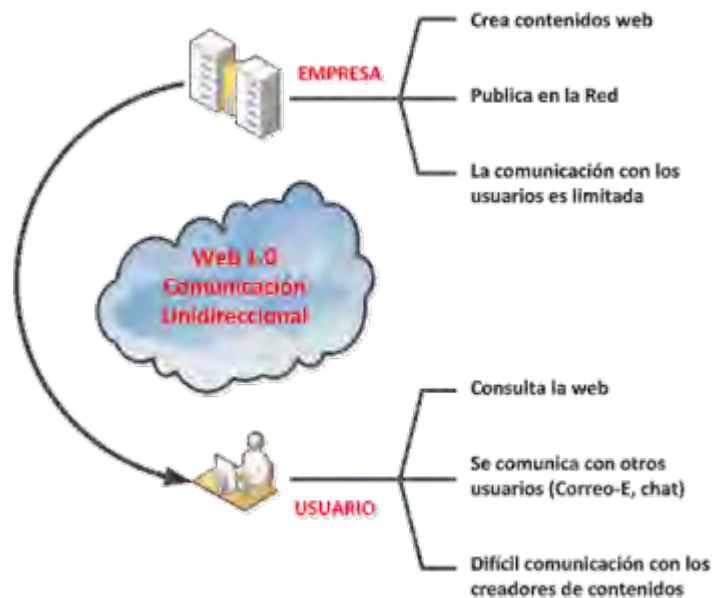 Crea contenidos web
EMPRESA
Publica en la Red
La comunicación con los
usuarios es limitada
Web 1.0
Comunicación
Unidireccional
Consulta la web
Se comunica con otros
usuarios (Correo-E, chat)
USUARIO
Difícil comunicación con los
creadores de contenidos